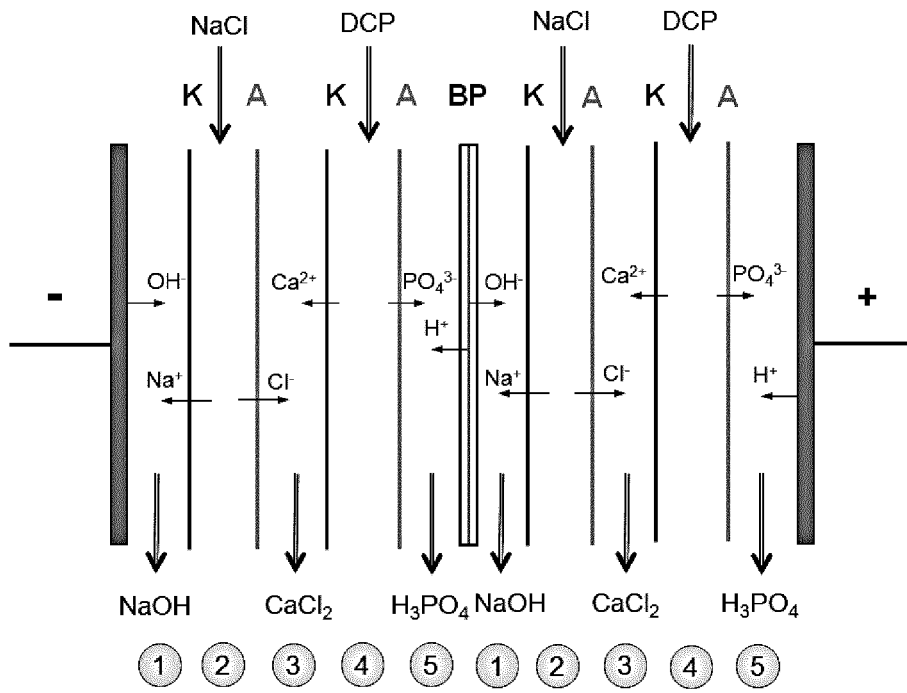 NaCl DCP NaCl DCP
K A K A BP K A K A
OH⁻ Ca²⁺ PO₄³⁻ OH⁻ Ca²⁺ PO₄³⁻
- +
H⁺
Na⁺ Cl⁻ Na⁺ Cl⁻ H⁺
NaOH CaCl₂ H₃PO₄ NaOH CaCl₂ H₃PO₄
1 2 3 4 5 1 2 3 4 5